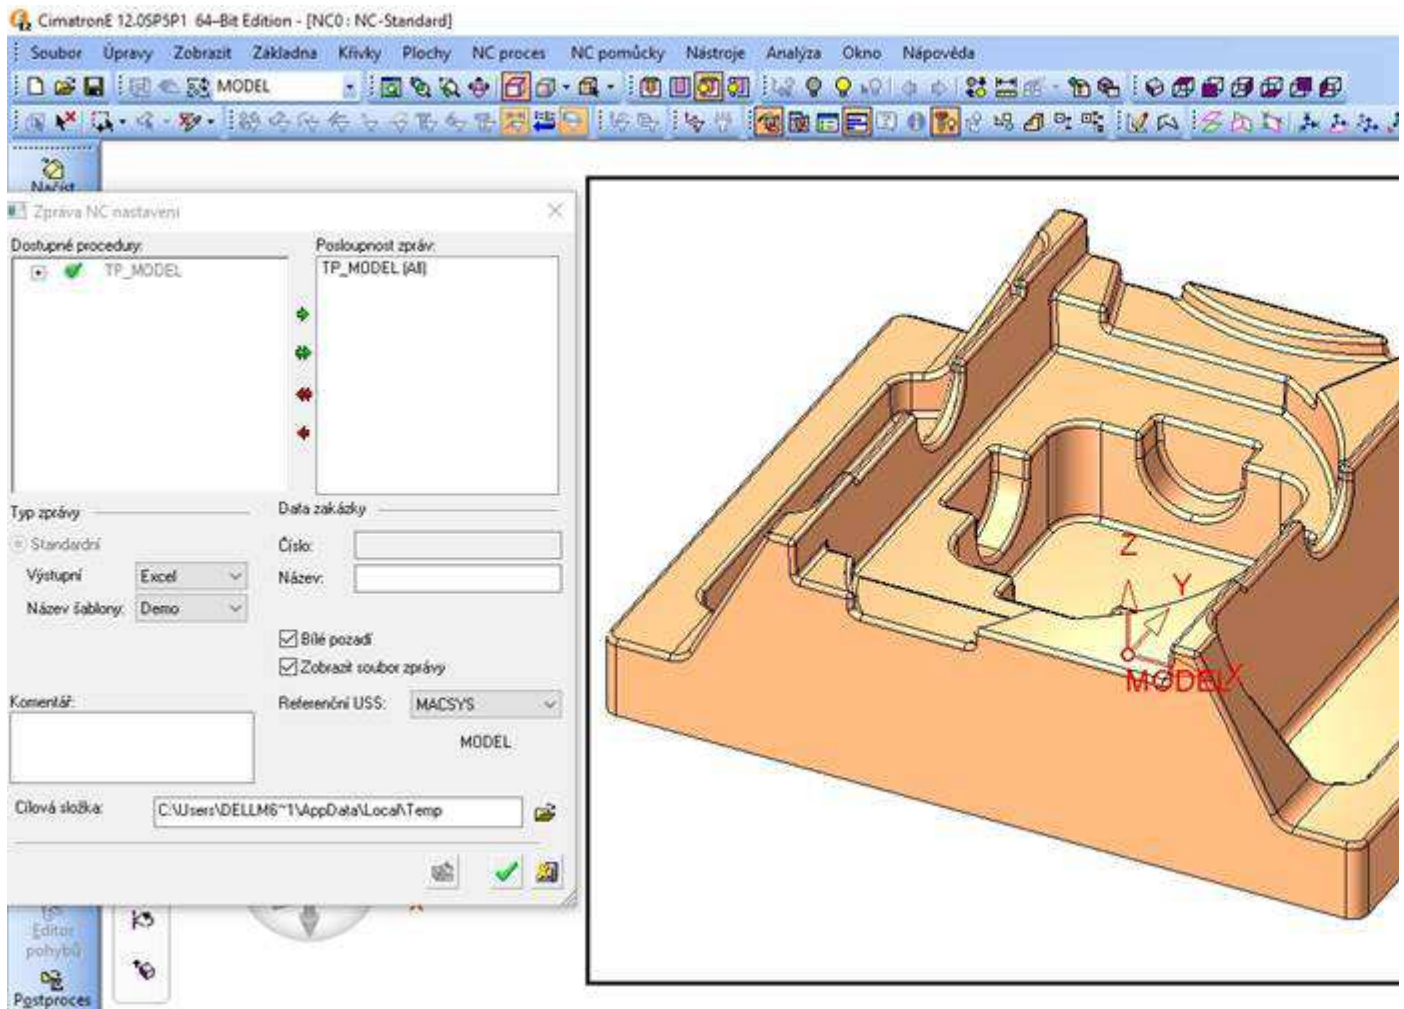 CimatronE 12.0SP5P1 64-Bit Edition - [NC0 : NC-Standard]
Soubor Úpravy Zobrazit Základna Křivky Plochy NC proces NC pomůcky Nástroje Analýza Okno Nápověda
MODEL
Načíst
Zpráva NC nastavení
Dostupné procedury:
TP_MODEL
Posloupnost zpráv:
TP_MODEL (All)
Typ zprávy
Standardní
Výstupní Excel
Název šablony: Demo
Data zakázky
Číslo:
Název:
Bílé pozadí
Zobrazit soubor zprávy
Komentář:
Referenční USS: MACSYS
MODEL
Cílová složka: C:\Users\DELLM6~1\AppData\Local\Temp
Editor
pohybů
Postproces
Z
Y
X
MODEL